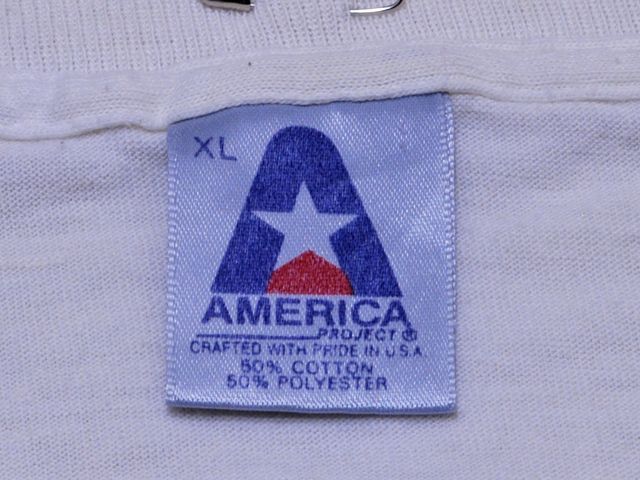 XL
AMERICA
PROJECT ®
CRAFTED WITH PRIDE IN U.S.A.
50% COTTON
50% POLYESTER